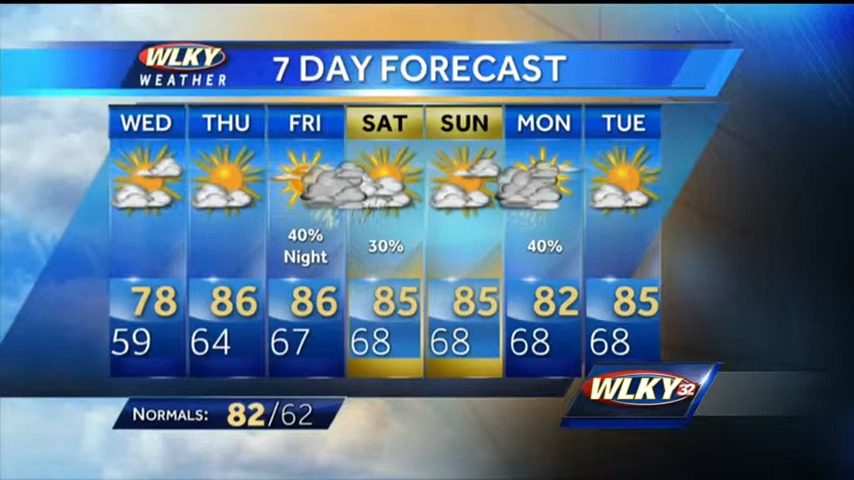 WLKY
WEATHER
7 DAY FORECAST
WED THU FRI SAT SUN MON TUE
40% 30% 40%
Night
78 86 86 85 85 82 85
59 64 67 68 68 68 68
WLKY 32
NORMALS: 82/62